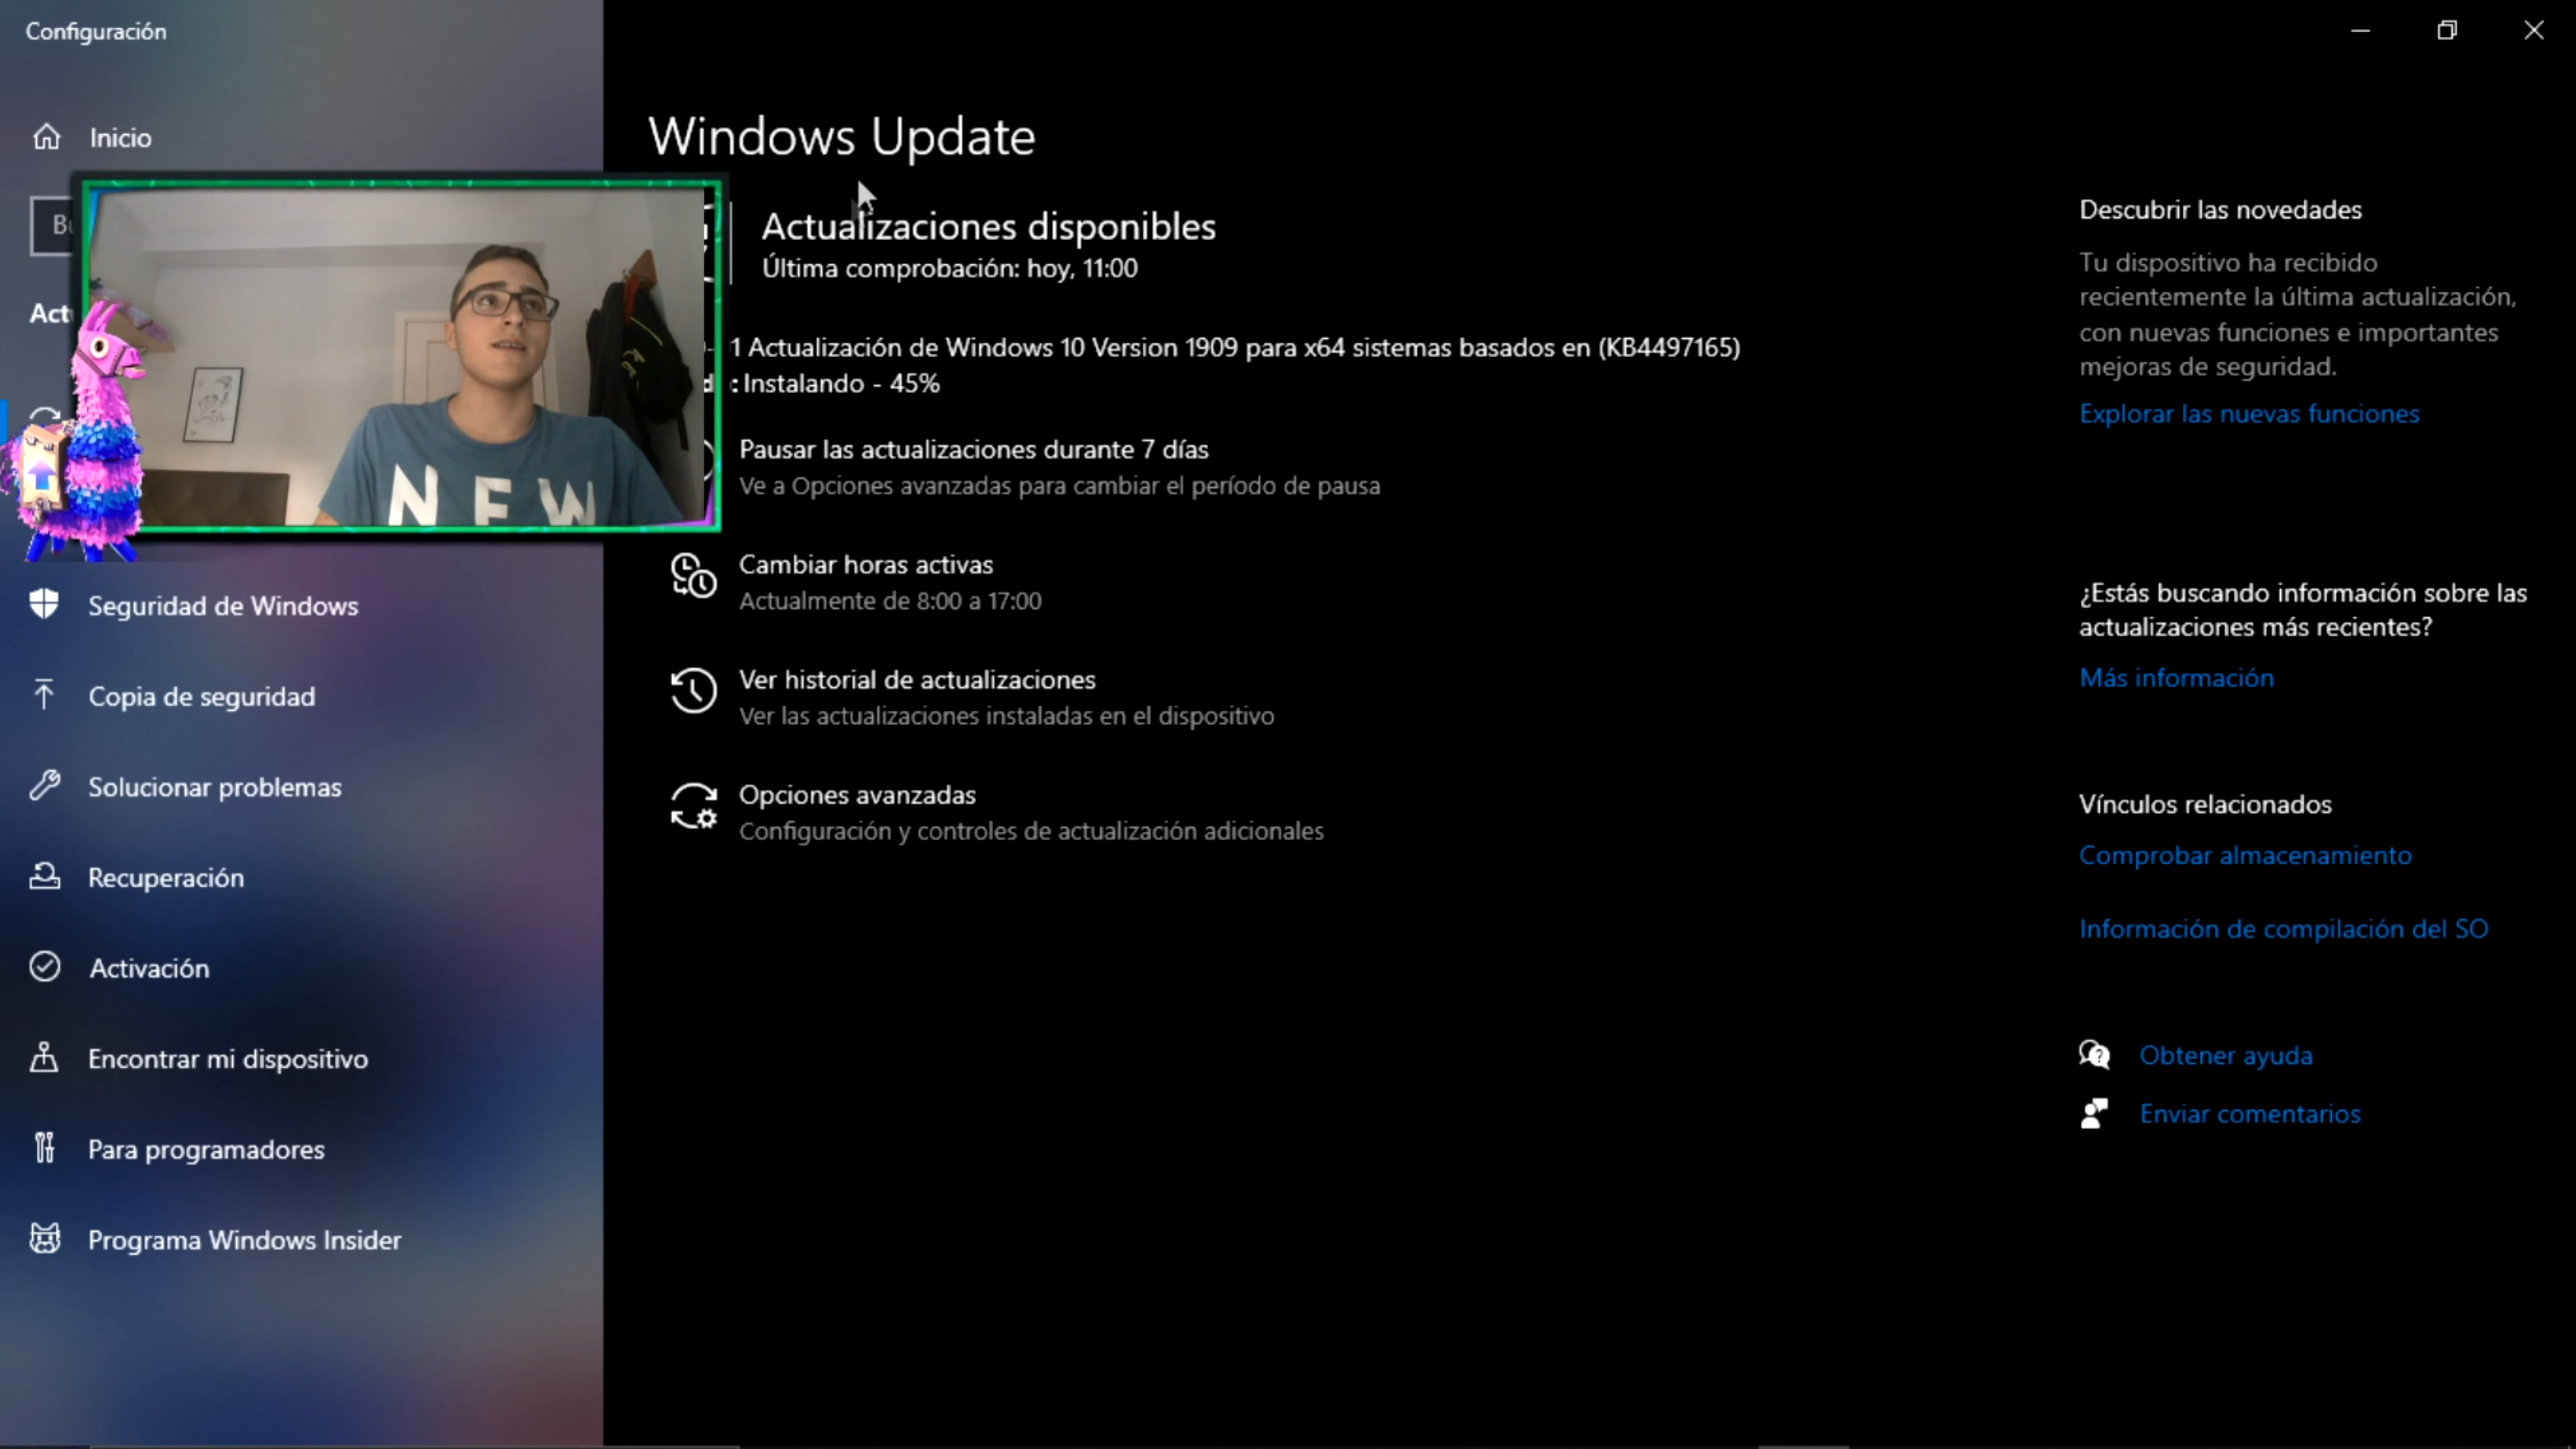 Configuración
Inicio
Windows Update
Actualizaciones disponibles
Última comprobación: hoy, 11:00
1 Actualización de Windows 10 Version 1909 para x64 sistemas basados en (KB4497165)
: Instalando - 45%
Pausar las actualizaciones durante 7 días
Ve a Opciones avanzadas para cambiar el período de pausa
NEW
Cambiar horas activas
Actualmente de 8:00 a 17:00
Ver historial de actualizaciones
Ver las actualizaciones instaladas en el dispositivo
Opciones avanzadas
Configuración y controles de actualización adicionales
Seguridad de Windows
Copia de seguridad
Solucionar problemas
Recuperación
Activación
Encontrar mi dispositivo
Para programadores
Programa Windows Insider
Descubrir las novedades
Tu dispositivo ha recibido
recientemente la última actualización,
con nuevas funciones e importantes
mejoras de seguridad.
Explorar las nuevas funciones
¿Estás buscando información sobre las
actualizaciones más recientes?
Más información
Vínculos relacionados
Comprobar almacenamiento
Información de compilación del SO
Obtener ayuda
Enviar comentarios